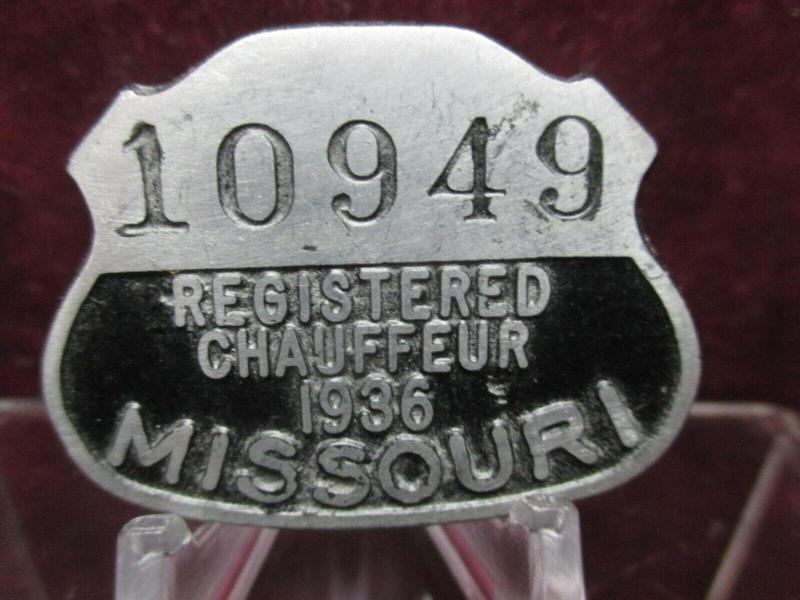 10949
REGISTERED
CHAUFFEUR
1936
MISSOURI